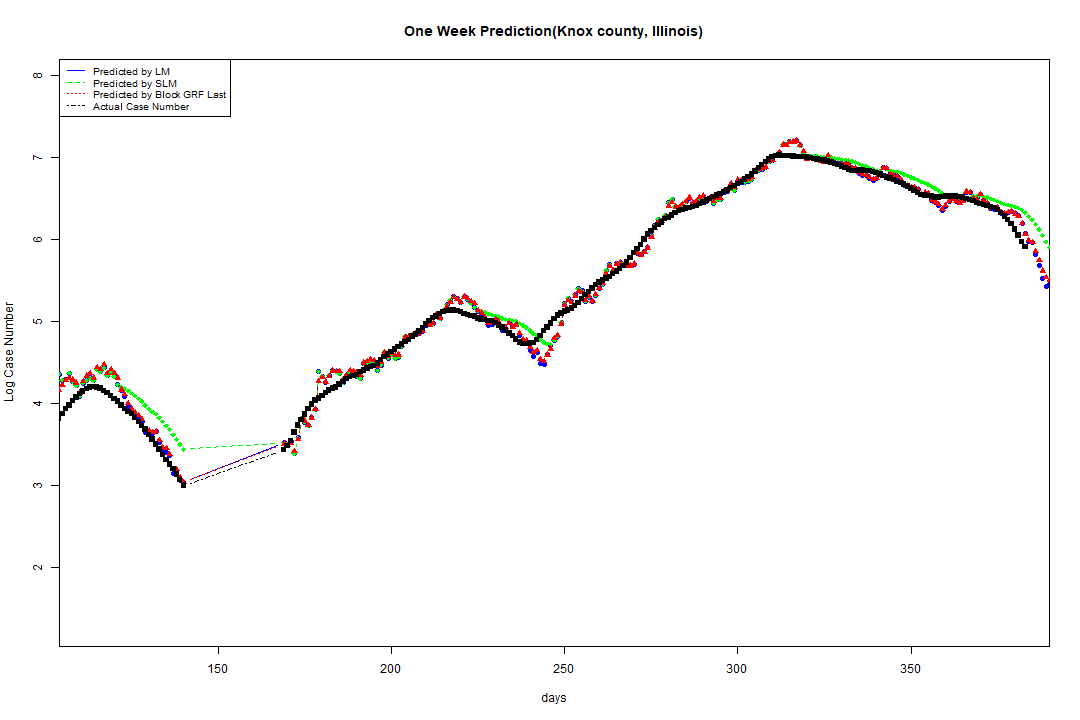 One Week Prediction(Knox county, Illinois)
Predicted by LM
Predicted by SLM
Predicted by Block GRF Last
Actual Case Number
8
7
6
5
4
3
2
Log Case Number
150 200 250 300 350
days